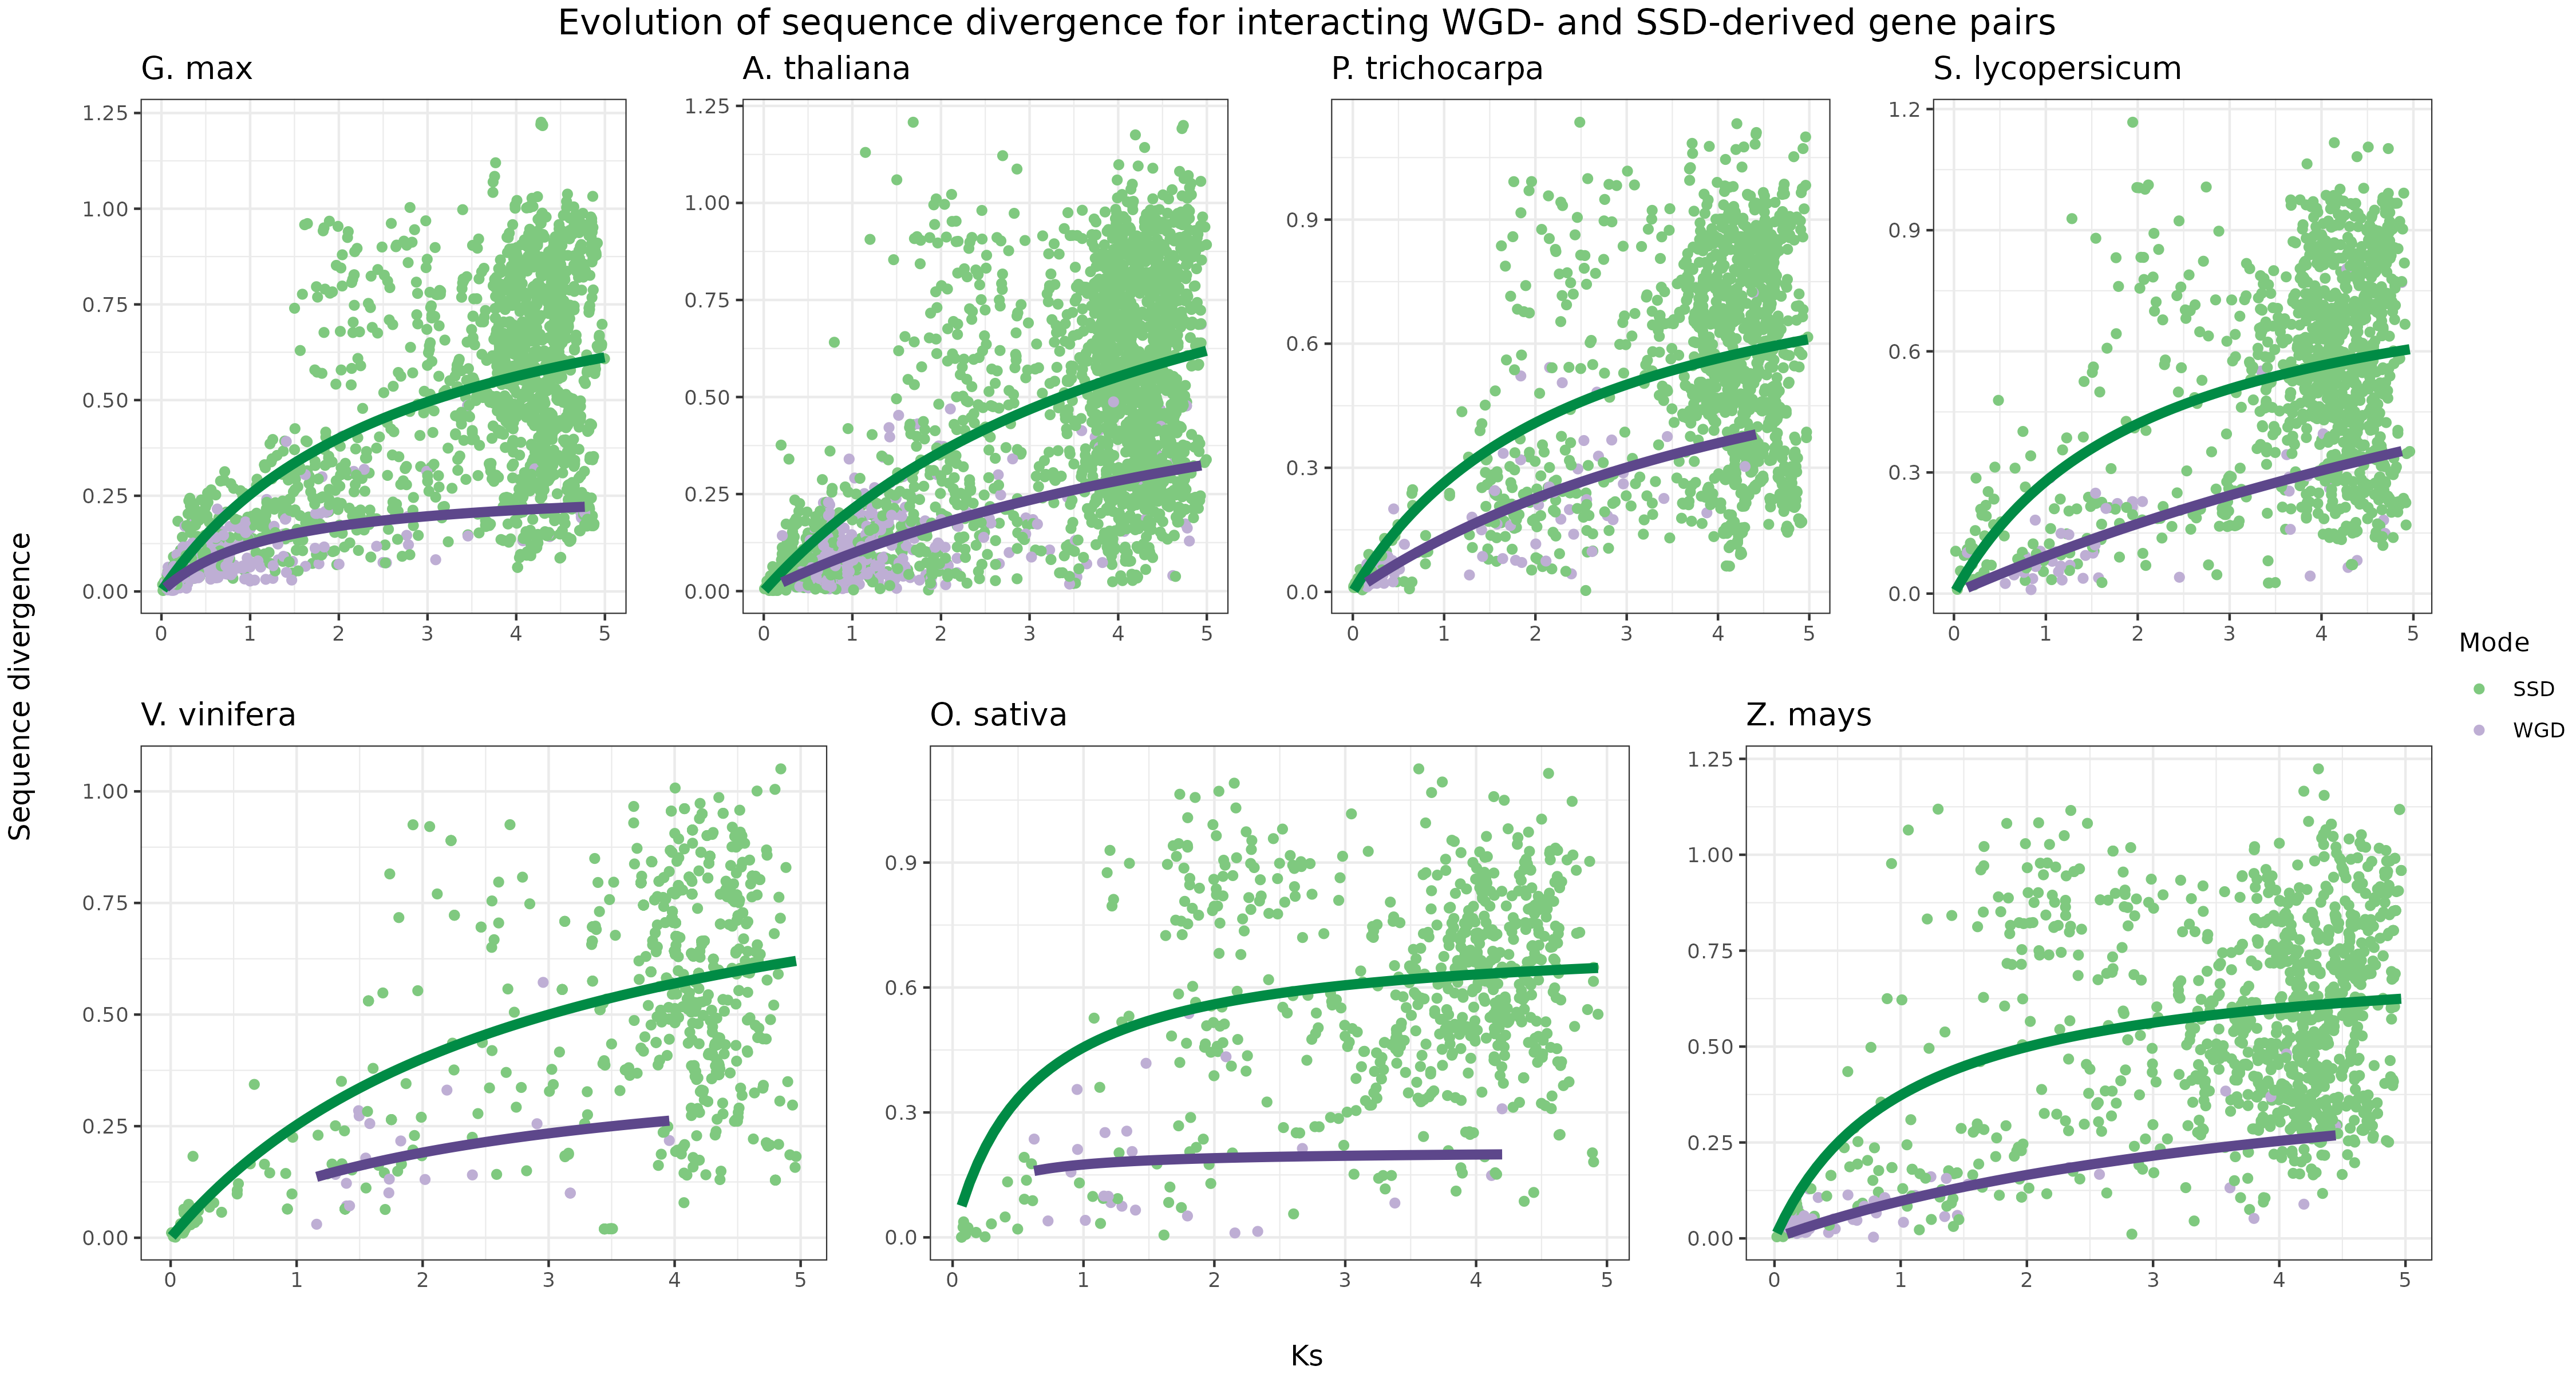 Evolution of sequence divergence for interacting WGD- and SSD-derived gene pairs
G. max
A. thaliana
P. trichocarpa
S. lycopersicum
1.25
1.00
0.75
0.50
0.25
0.00
0 1 2 3 4 5
1.25
1.00
0.75
0.50
0.25
0.00
0 1 2 3 4 5
0.9
0.6
0.3
0.0
0 1 2 3 4 5
1.2
0.9
0.6
0.3
0.0
0 1 2 3 4 5
Sequence divergence
Mode
SSD
WGD
V. vinifera
O. sativa
Z. mays
1.00
0.75
0.50
0.25
0.00
0 1 2 3 4 5
0.9
0.6
0.3
0.0
0 1 2 3 4 5
1.25
1.00
0.75
0.50
0.25
0.00
0 1 2 3 4 5
Ks